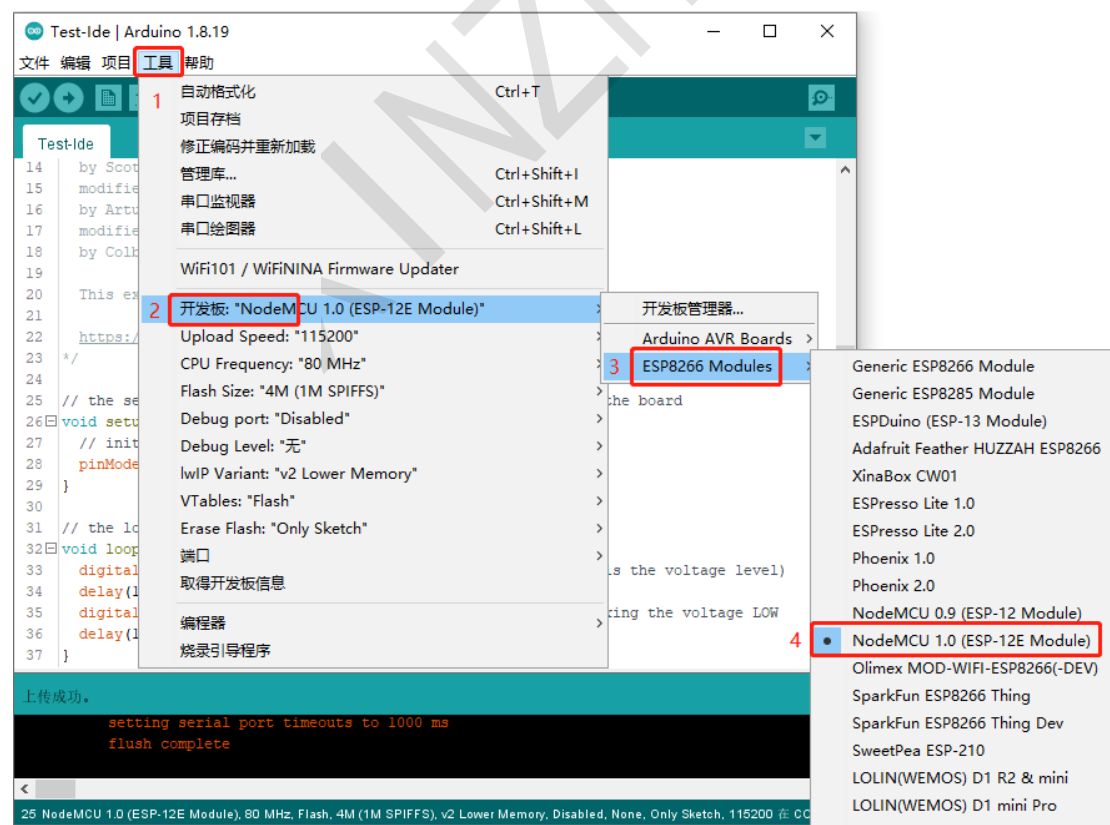 Test-Ide | Arduino 1.8.19
文件 编辑 项目 工具 帮助
1
自动格式化 Ctrl+T
项目存档
Test-Ide
修正编码并重新加载
管理库... Ctrl+Shift+I
串口监视器 Ctrl+Shift+M
串口绘图器 Ctrl+Shift+L
WiFi101 / WiFiNINA Firmware Updater
2 开发板: "NodeMCU 1.0 (ESP-12E Module)"
Upload Speed: "115200"
CPU Frequency: "80 MHz"
Flash Size: "4M (1M SPIFFS)"
Debug port: "Disabled"
Debug Level: "无"
lwIP Variant: "v2 Lower Memory"
VTables: "Flash"
Erase Flash: "Only Sketch"
端口
取得开发板信息
编程器
烧录引导程序
开发板管理器...
Arduino AVR Boards
3 ESP8266 Modules
Generic ESP8266 Module
Generic ESP8285 Module
ESPDuino (ESP-13 Module)
Adafruit Feather HUZZAH ESP8266
XinaBox CW01
ESPresso Lite 1.0
ESPresso Lite 2.0
Phoenix 1.0
Phoenix 2.0
NodeMCU 0.9 (ESP-12 Module)
4 NodeMCU 1.0 (ESP-12E Module)
Olimex MOD-WIFI-ESP8266(-DEV)
SparkFun ESP8266 Thing
SparkFun ESP8266 Thing Dev
SweetPea ESP-210
LOLIN(WEMOS) D1 R2 & mini
LOLIN(WEMOS) D1 mini Pro
14 by Scot
15 modifie
16 by Artu
17 modifie
18 by Colb
19
20 This ex
21
22 https:/
23 */
24
25 // the se the board
26 void setu
27 // init
28 pinMode
29 }
30
31 // the lo
32 void loop
33 digital is the voltage level)
34 delay(1
35 digital king the voltage LOW
36 delay(1
37 }
上传成功。
setting serial port timeouts to 1000 ms
flush complete
25 NodeMCU 1.0 (ESP-12E Module), 80 MHz, Flash, 4M (1M SPIFFS), v2 Lower Memory, Disabled, None, Only Sketch, 115200 在 CO